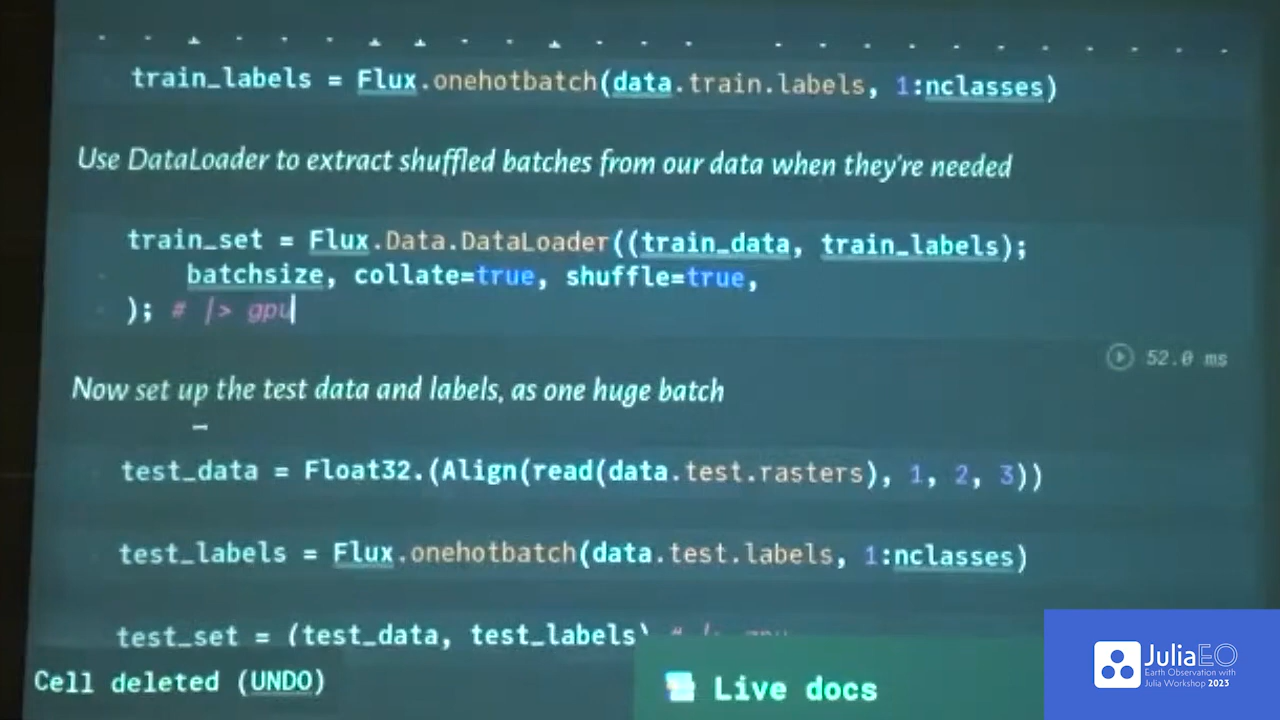 train_labels = Flux.onehotbatch(data.train.labels, 1:nclasses)
Use DataLoader to extract shuffled batches from our data when they're needed
train_set = Flux.Data.DataLoader((train_data, train_labels);
batchsize, collate=true, shuffle=true,
); # |> gpu
52.0 ms
Now set up the test data and labels, as one huge batch
test_data = Float32.(Align(read(data.test.rasters), 1, 2, 3))
test_labels = Flux.onehotbatch(data.test.labels, 1:nclasses)
test_set = (test_data, test_labels)
Cell deleted (UNDO)
Live docs
JuliaEO
Earth Observation with
Julia Workshop 2023